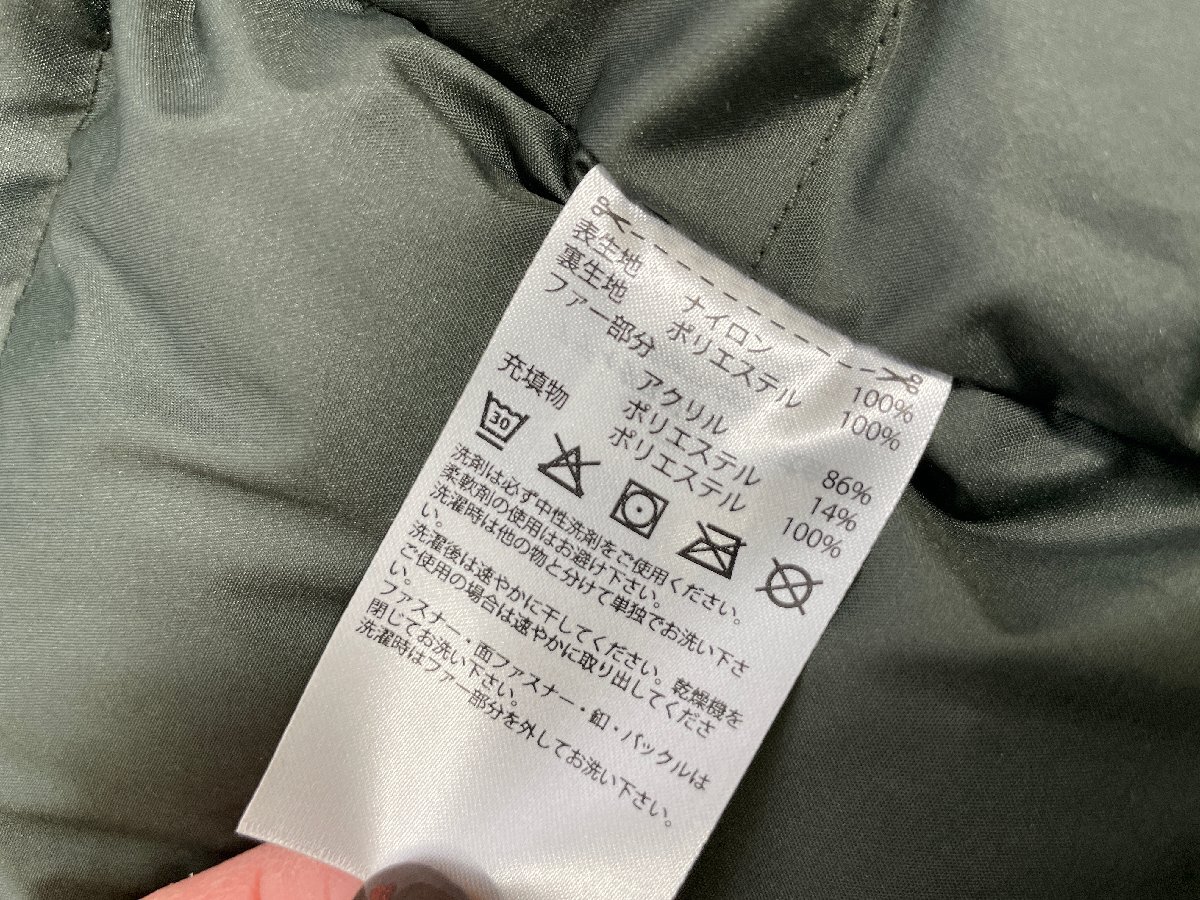 表生地 ナイロン 100%
裏生地 ポリエステル 100%
ファー部分 アクリル 86%
ポリエステル 14%
充填物 ポリエステル 100%
30
洗剤は必ず中性洗剤をご使用ください。
柔軟剤の使用はお避け下さい。
洗濯時は他の物と分けて単独でお洗い下さ
い。
洗濯後は速やかに干してください。乾燥機を
ご使用の場合は速やかに取り出してくださ
い。
ファスナー・面ファスナー・釦・バックルは
閉じてお洗い下さい。
洗濯時はファー部分を外してお洗い下さい。